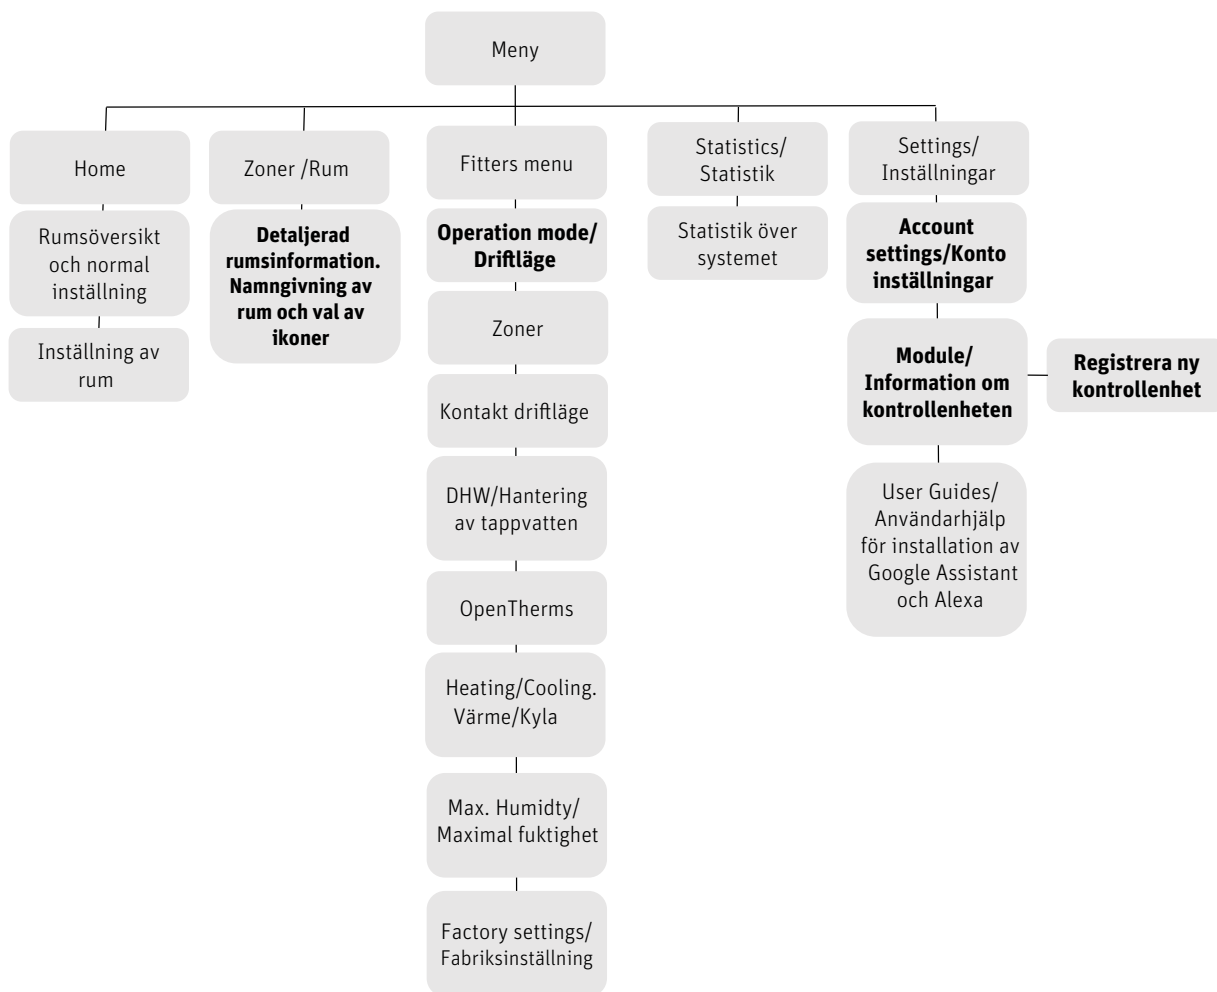 Meny
Home
Rumsöversikt
och normal
inställning
Inställning av
rum
Zoner /Rum
Detaljerad
rumsinformation.
Namngivning av
rum och val av
ikoner
Fitters menu
Operation mode/
Driftläge
Zoner
Kontakt driftläge
DHW/Hantering
av tappvatten
OpenTherms
Heating/Cooling.
Värme/Kyla
Max. Humidty/
Maximal fuktighet
Factory settings/
Fabriksinställning
Statistics/
Statistik
Statistik över
systemet
Settings/
Inställningar
Account
settings/Konto
inställningar
Module/
Information om
kontrollenheten
Registrera ny
kontrollenhet
User Guides/
Användarhjälp
för installation av
Google Assistant
och Alexa